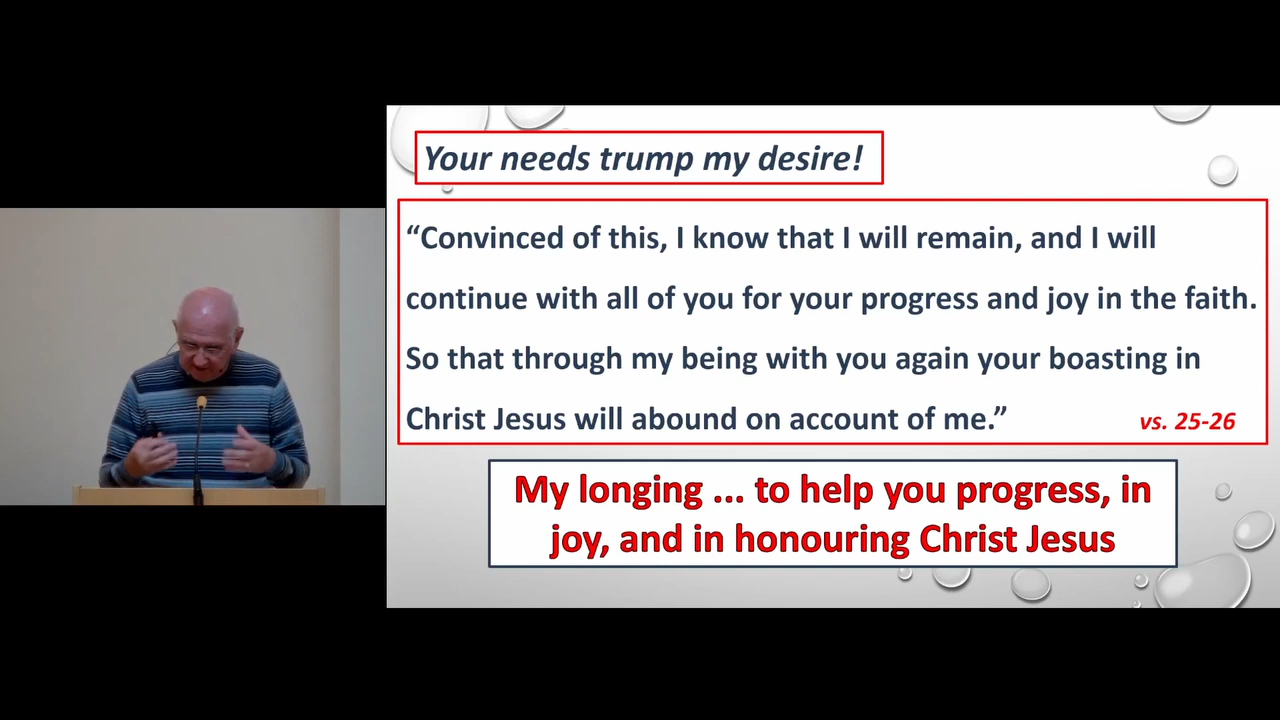 Your needs trump my desire!
“Convinced of this, I know that I will remain, and I will
continue with all of you for your progress and joy in the faith.
So that through my being with you again your boasting in
Christ Jesus will abound on account of me.” vs. 25-26
My longing ... to help you progress, in
joy, and in honouring Christ Jesus